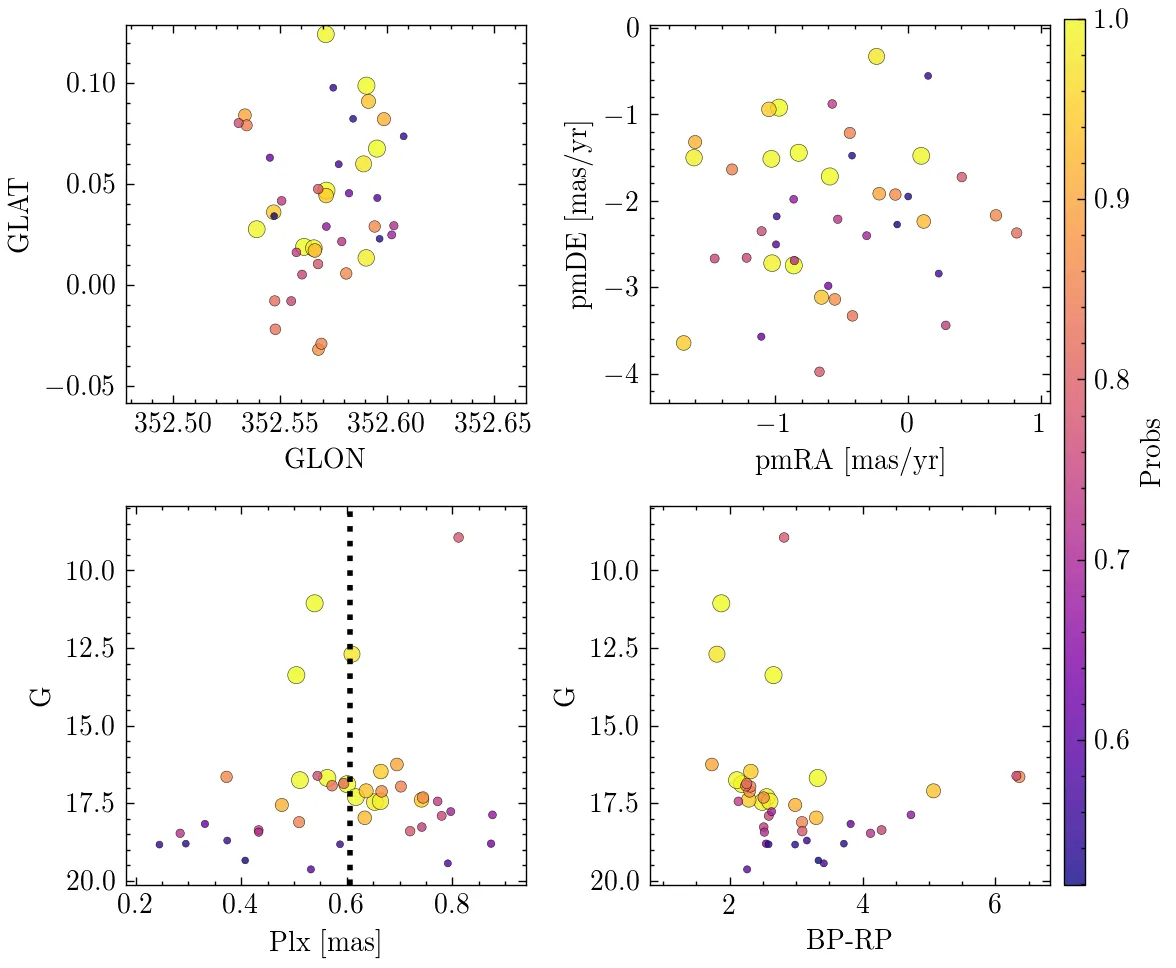 0.10
0.05
0.00
−0.05
GLAT
352.50 352.55 352.60 352.65
GLON
0
−1
−2
−3
−4
pmDE [mas/yr]
−1 0 1
pmRA [mas/yr]
1.0
0.9
0.8
0.7
0.6
Probs
10.0
12.5
15.0
17.5
20.0
G
0.2 0.4 0.6 0.8
Plx [mas]
10.0
12.5
15.0
17.5
20.0
G
2 4 6
BP-RP